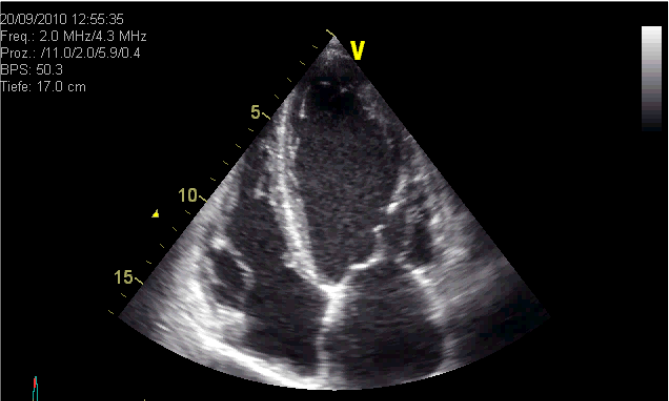 20/09/2010 12:55:35
Freq.: 2.0 MHz/4.3 MHz
Proz.: /11.0/2.0/5.9/0.4
BPS: 50.3
Tiefe: 17.0 cm
V
5
10
15